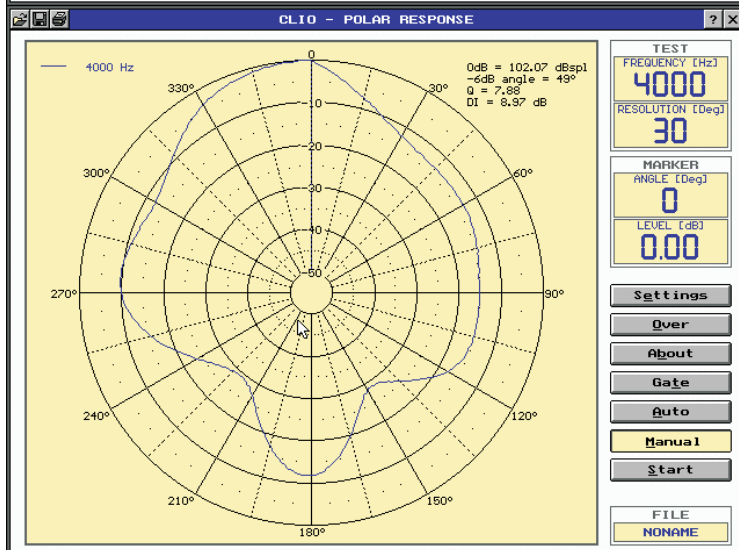 CLIO - POLAR RESPONSE
? X
4000 Hz
0dB = 102.07 dBspl
-6dB angle = 49°
Q = 7.88
DI = 8.97 dB
0
330°
30°
-10
-20
300°
60°
-30
-40
-50
270°
90°
240°
120°
210°
150°
180°
TEST
FREQUENCY [Hz]
4000
RESOLUTION [Deg]
30
MARKER
ANGLE [Deg]
0
LEVEL [dB]
0.00
Settings
Over
About
Gate
Auto
Manual
Start
FILE
NONAME